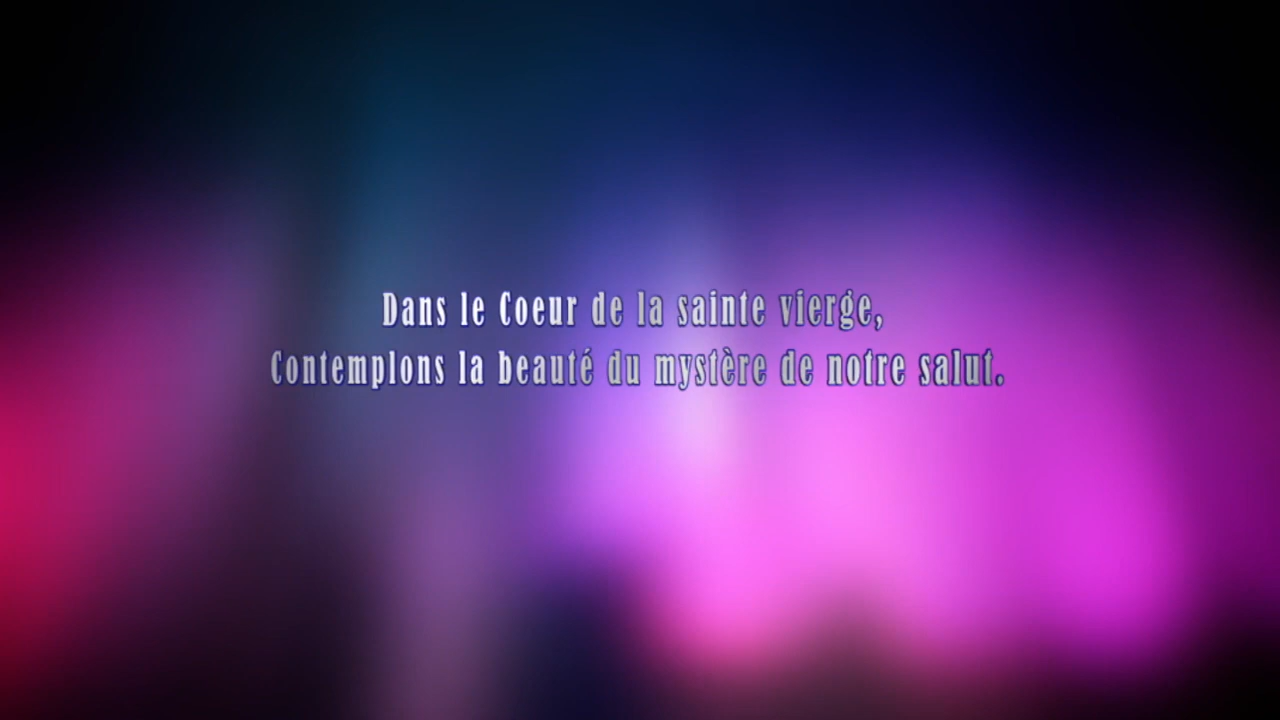 Dans le Coeur de la sainte vierge,
Contemplons la beauté du mystère de notre salut.